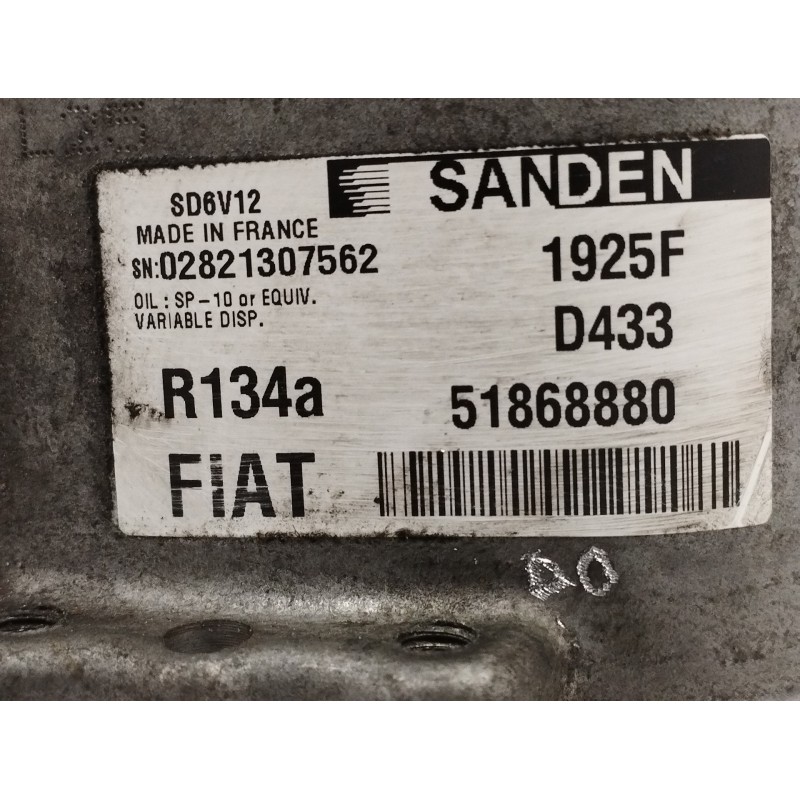 SANDEN
SD6V12
MADE IN FRANCE
SN:02821307562
1925F
OIL : SP-10 or EQUIV.
VARIABLE DISP.
D433
R134a
51868880
FIAT